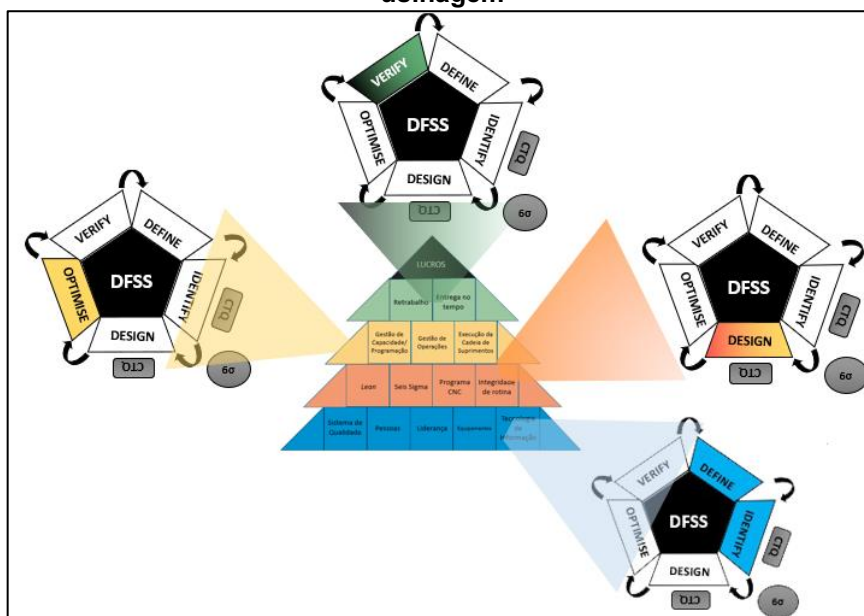 usinagem
VERIFY
DEFINE
OPTIMISE
DFSS
IDENTIFY
DESIGN
CTQ
CTQ
6σ
VERIFY
DEFINE
OPTIMISE
DFSS
IDENTIFY
DESIGN
CTQ
CTQ
6σ
VERIFY
DEFINE
OPTIMISE
DFSS
IDENTIFY
DESIGN
CTQ
CTQ
6σ
LUCROS
Retrabalho
Entrega no
tempo
Gestão de
Capacidade/
Programação
Gestão de
Operações
Execução da
Cadeia de
Suprimentos
Lean
Seis Sigma
Programa
CNC
Integridade
de rotina
Sistema de
Qualidade
Pessoas
Liderança
Equipamentos
Tecnologia
da
Informação
VERIFY
DEFINE
OPTIMISE
DFSS
IDENTIFY
DESIGN
CTQ
CTQ
6σ